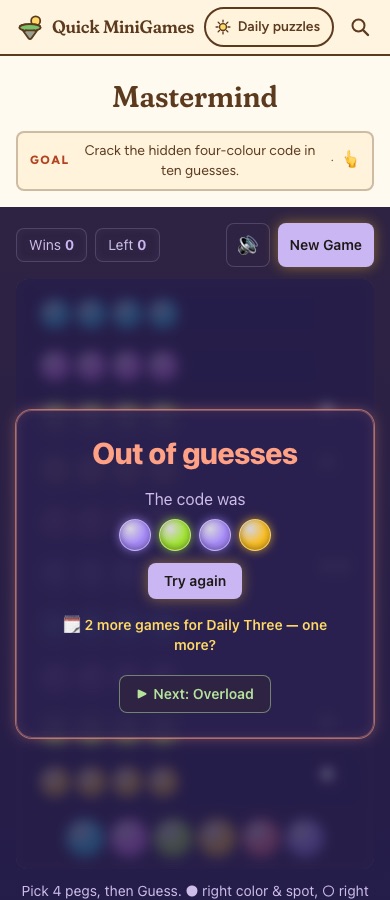 Quick MiniGames Daily puzzles
Mastermind
GOAL Crack the hidden four-colour code in
ten guesses.
Wins 0 Left 0 New Game
Out of guesses
The code was
Try again
2 more games for Daily Three — one
more?
▶ Next: Overload
Pick 4 pegs, then Guess. ● right color & spot, ○ right